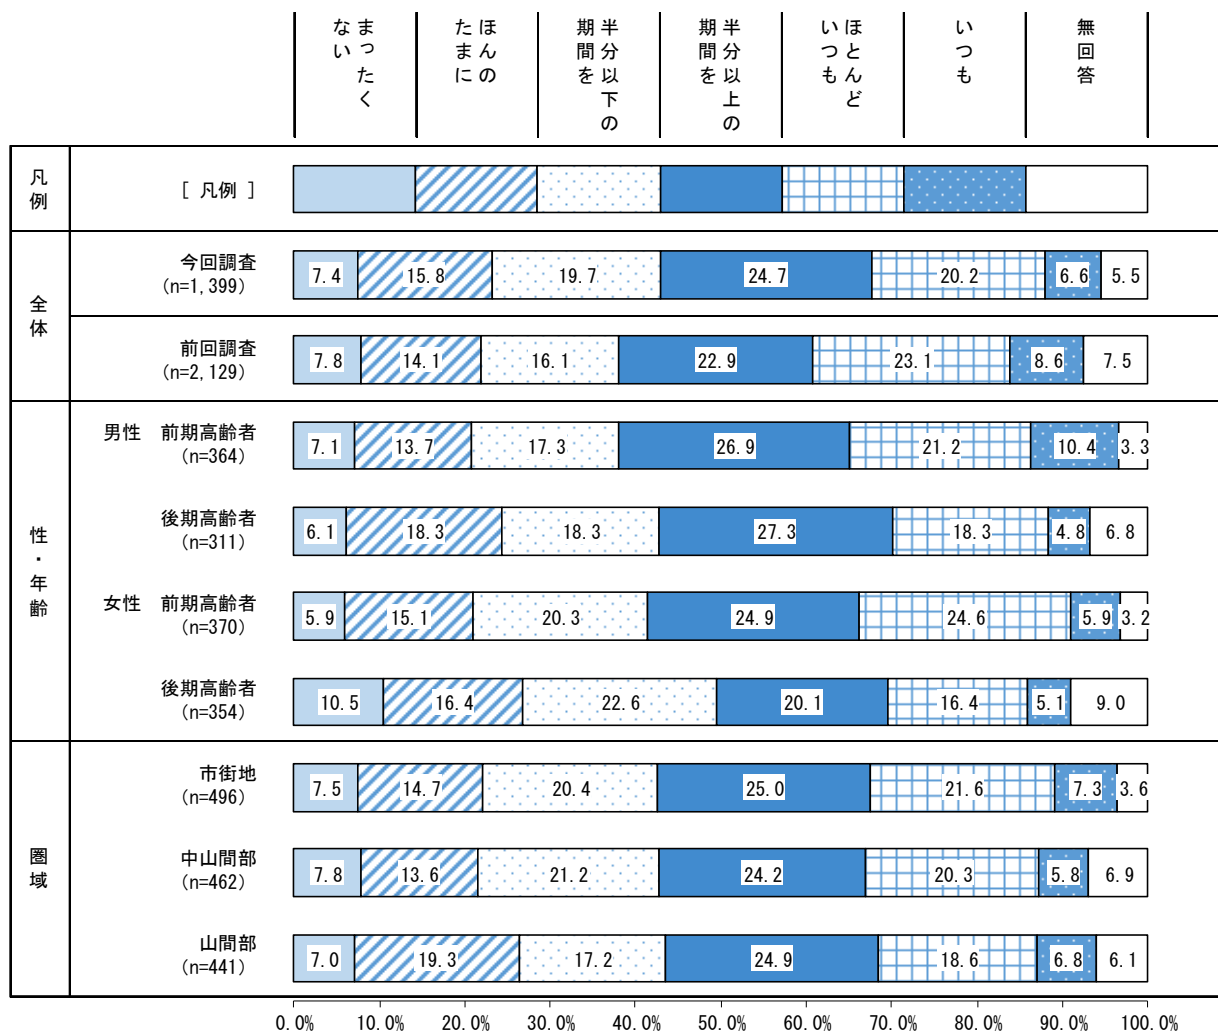 まったく
ない
ほんの
たまに
半分以下の
期間を
半分以上の
期間を
ほとんど
いつも
いつも
無回答
凡例
[ 凡例 ]
全体
今回調査
(n=1,399)
7.4 15.8 19.7 24.7 20.2 6.6 5.5
前回調査
(n=2,129)
7.8 14.1 16.1 22.9 23.1 8.6 7.5
性・年齢
男性 前期高齢者
(n=364)
7.1 13.7 17.3 26.9 21.2 10.4 3.3
後期高齢者
(n=311)
6.1 18.3 18.3 27.3 18.3 4.8 6.8
女性 前期高齢者
(n=370)
5.9 15.1 20.3 24.9 24.6 5.9 3.2
後期高齢者
(n=354)
10.5 16.4 22.6 20.1 16.4 5.1 9.0
圏域
市街地
(n=496)
7.5 14.7 20.4 25.0 21.6 7.3 3.6
中山間部
(n=462)
7.8 13.6 21.2 24.2 20.3 5.8 6.9
山間部
(n=441)
7.0 19.3 17.2 24.9 18.6 6.8 6.1
0.0% 10.0% 20.0% 30.0% 40.0% 50.0% 60.0% 70.0% 80.0% 90.0% 100.0%